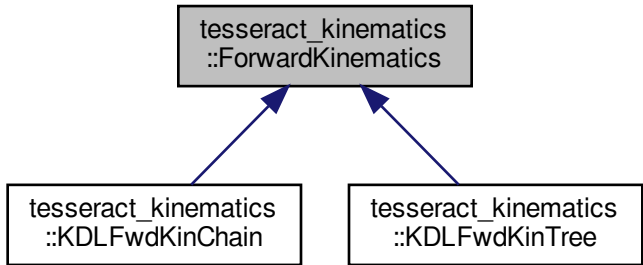 tesseract_kinematics
::ForwardKinematics
tesseract_kinematics
::KDLFwdKinChain
tesseract_kinematics
::KDLFwdKinTree